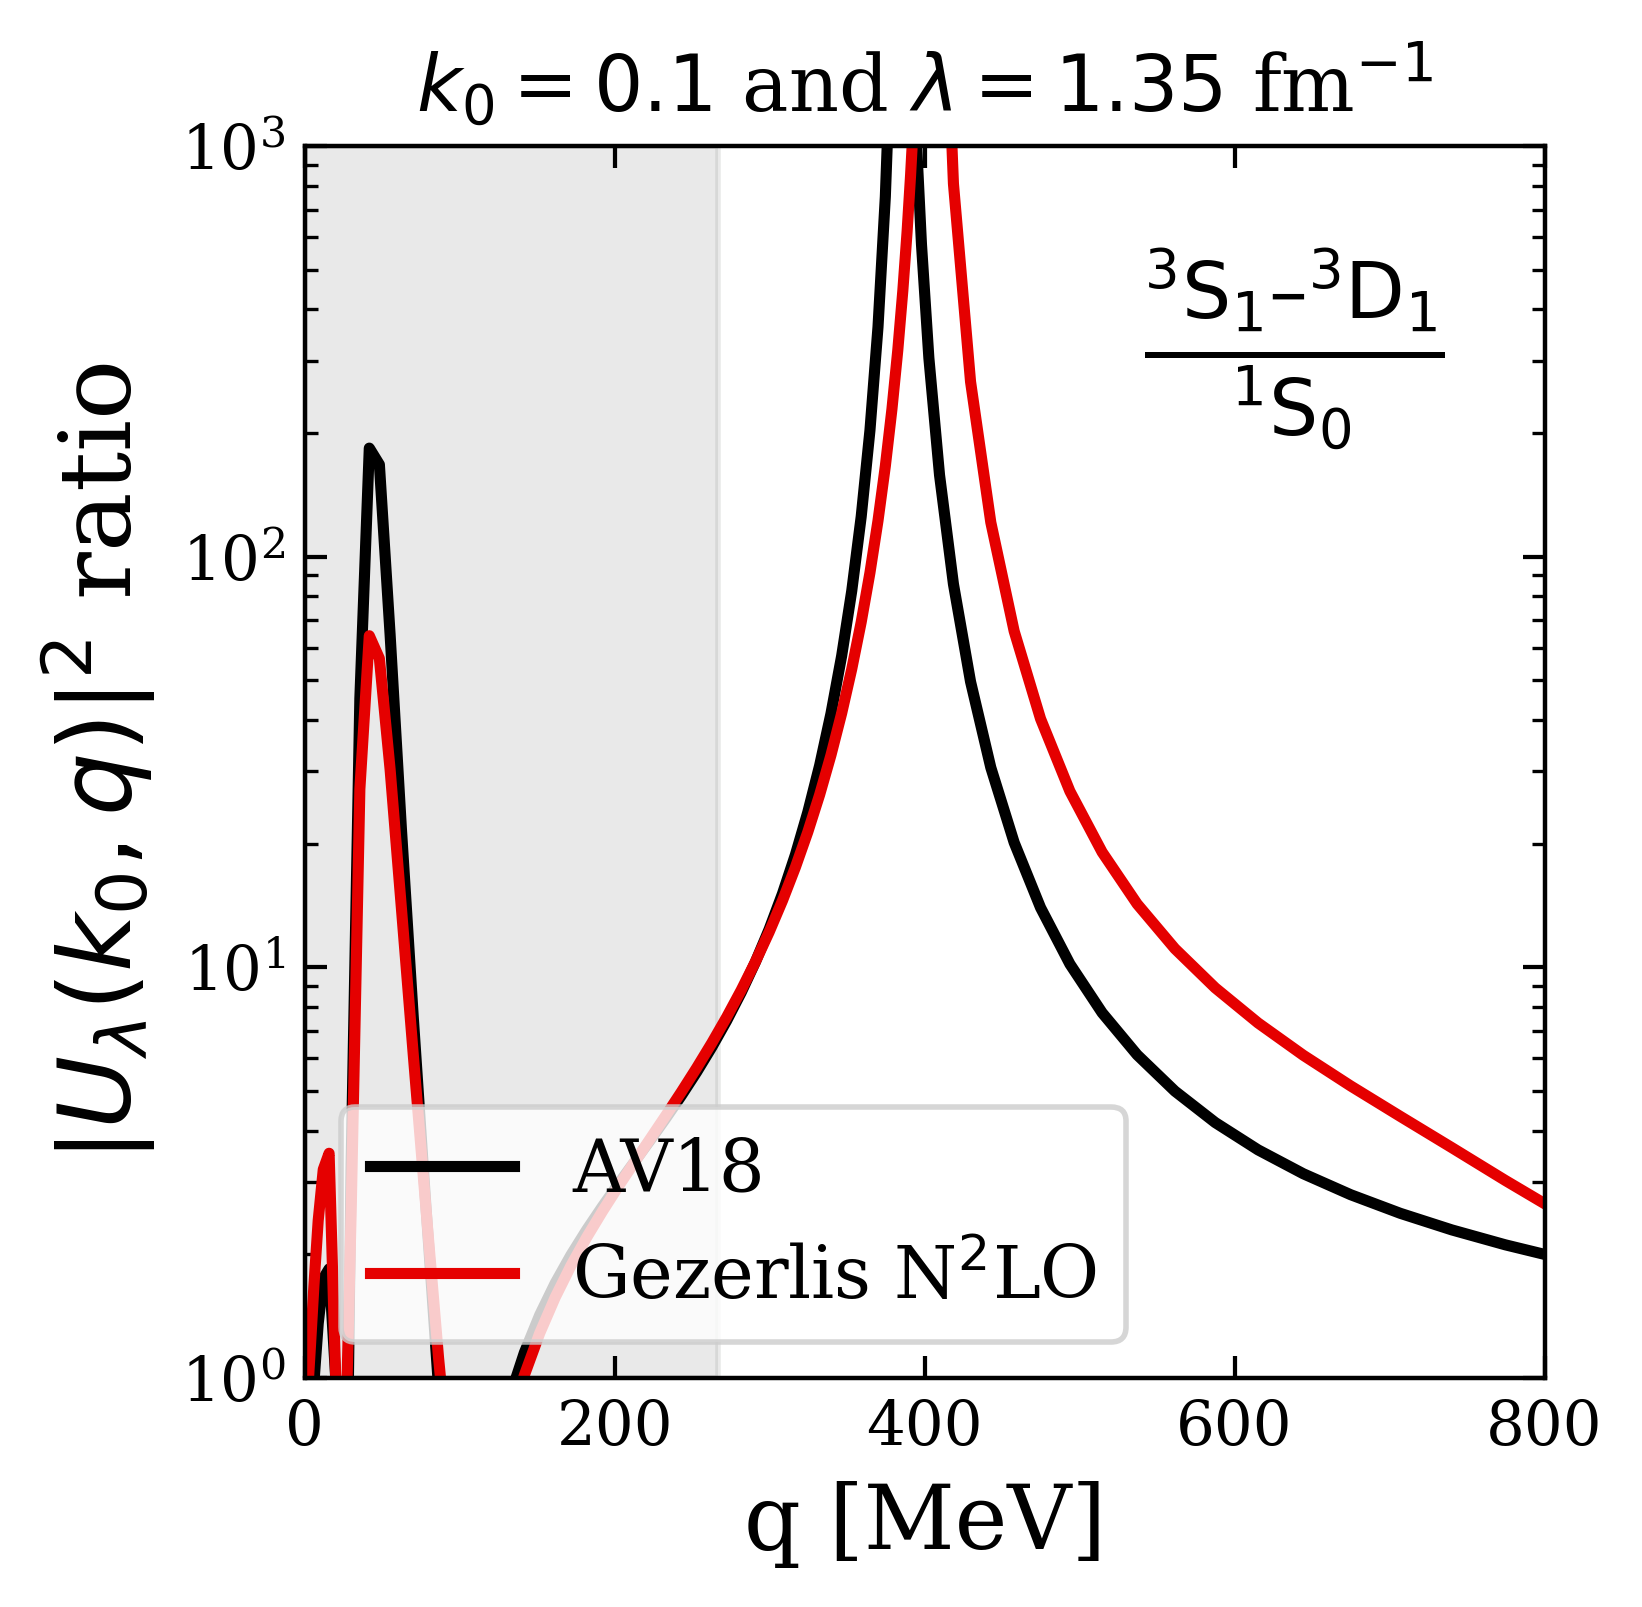 k₀ = 0.1 and λ = 1.35 fm⁻¹
|U_λ(k₀, q)|² ratio
10³
10²
10¹
10⁰
³S₁–³D₁
¹S₀
AV18
Gezerlis N²LO
0 200 400 600 800
q [MeV]